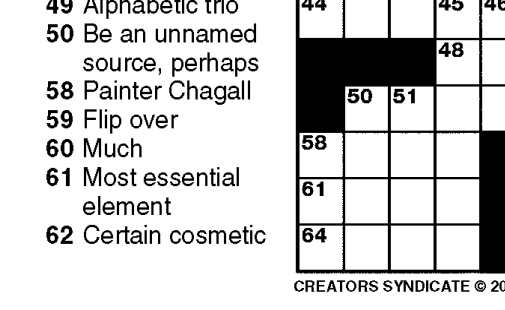 49 Alphabetic trio
50 Be an unnamed
source, perhaps
58 Painter Chagall
59 Flip over
60 Much
61 Most essential
element
62 Certain cosmetic
44 45 46
48
50 51
58
61
64
CREATORS SYNDICATE © 20